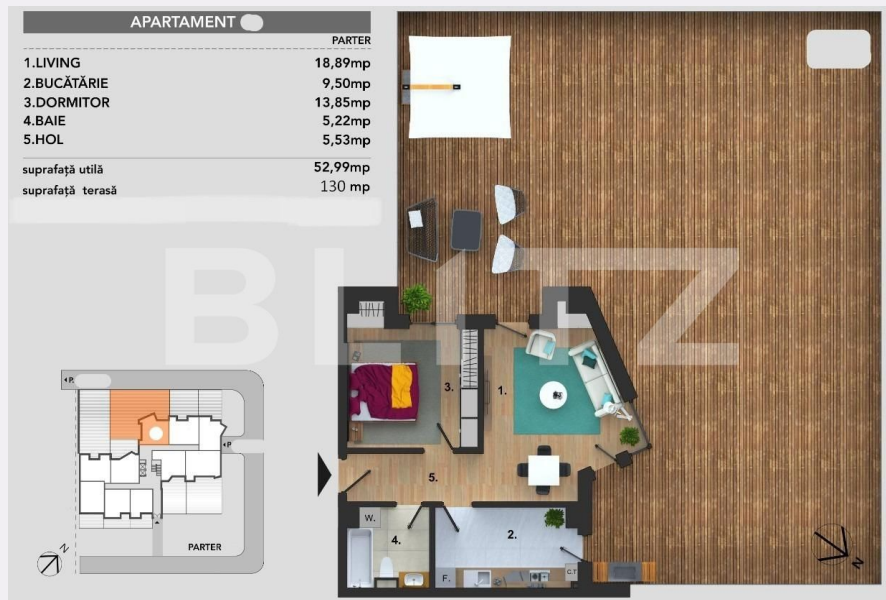 APARTAMENT
PARTER
1.LIVING 18,89mp
2.BUCĂTĂRIE 9,50mp
3.DORMITOR 13,85mp
4.BAIE 5,22mp
5.HOL 5,53mp
suprafață utilă 52,99mp
suprafață terasă 130 mp
BLITZ
3.
1.
5.
W.
4.
2.
F.
C.T
P.
P
PARTER
N
N